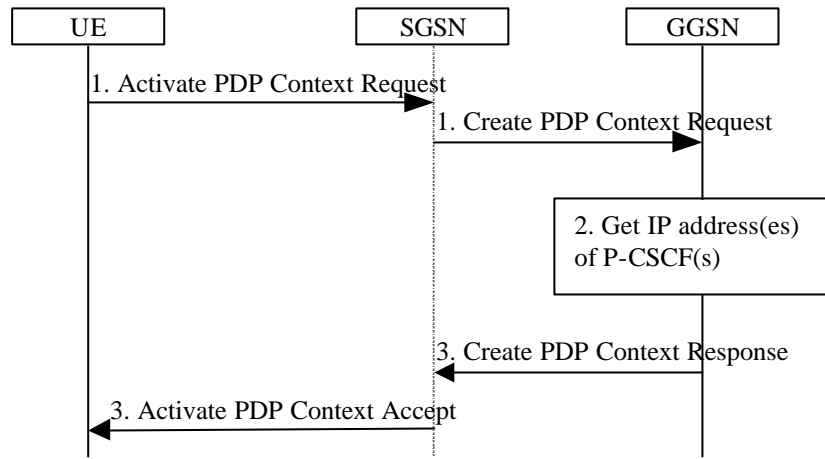 UE
SGSN
GGSN
1. Activate PDP Context Request
1. Create PDP Context Request
2. Get IP address(es)
of P-CSCF(s)
3. Create PDP Context Response
3. Activate PDP Context Accept